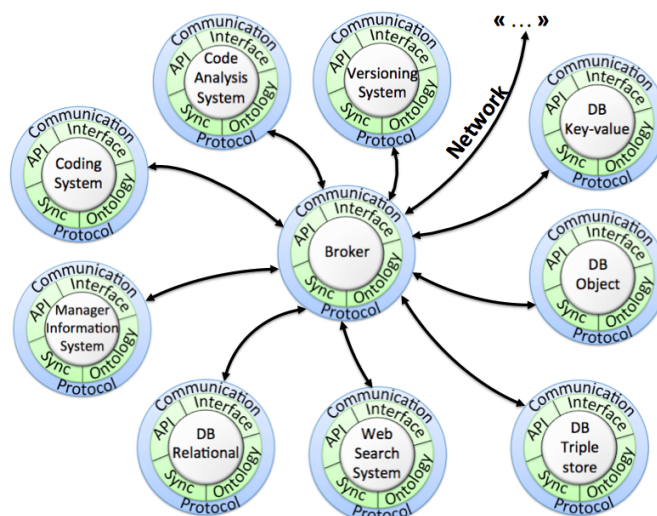 « ... »
Network
Communication
API
Interface
Code
Analysis
System
Sync
Ontology
Protocol
Communication
API
Interface
Versioning
System
Sync
Ontology
Protocol
Communication
API
Interface
DB
Key-value
Sync
Ontology
Protocol
Communication
API
Interface
Coding
System
Sync
Ontology
Protocol
Communication
API
Interface
Broker
Sync
Ontology
Protocol
Communication
API
Interface
DB
Object
Sync
Ontology
Protocol
Communication
API
Interface
Manager
Information
System
Sync
Ontology
Protocol
Communication
API
Interface
DB
Relational
Sync
Ontology
Protocol
Communication
API
Interface
Web
Search
System
Sync
Ontology
Protocol
Communication
API
Interface
DB
Triple
store
Sync
Ontology
Protocol